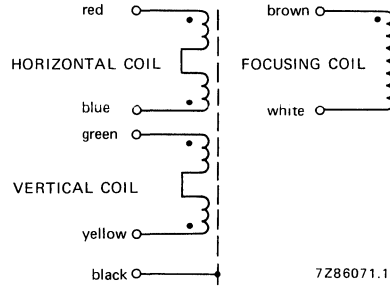 red
brown
HORIZONTAL COIL
FOCUSING COIL
blue
white
green
VERTICAL COIL
yellow
black
7Z86071.1